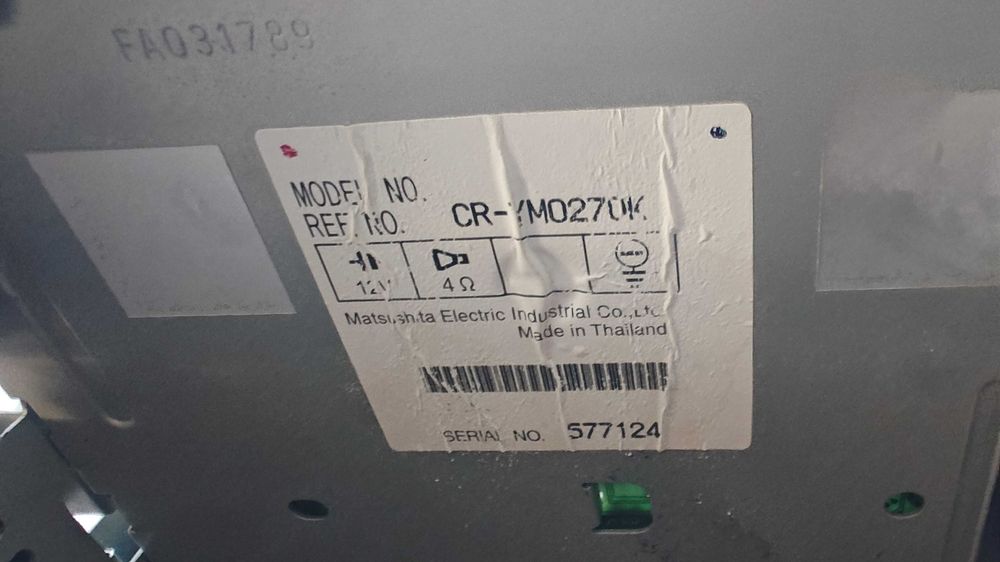 FA031789
MODEL NO.
REF. NO. CR-YM0270K
12V 4Ω
Matsushita Electric Industrial Co.,Ltd.
Made in Thailand
SERIAL NO. 577124